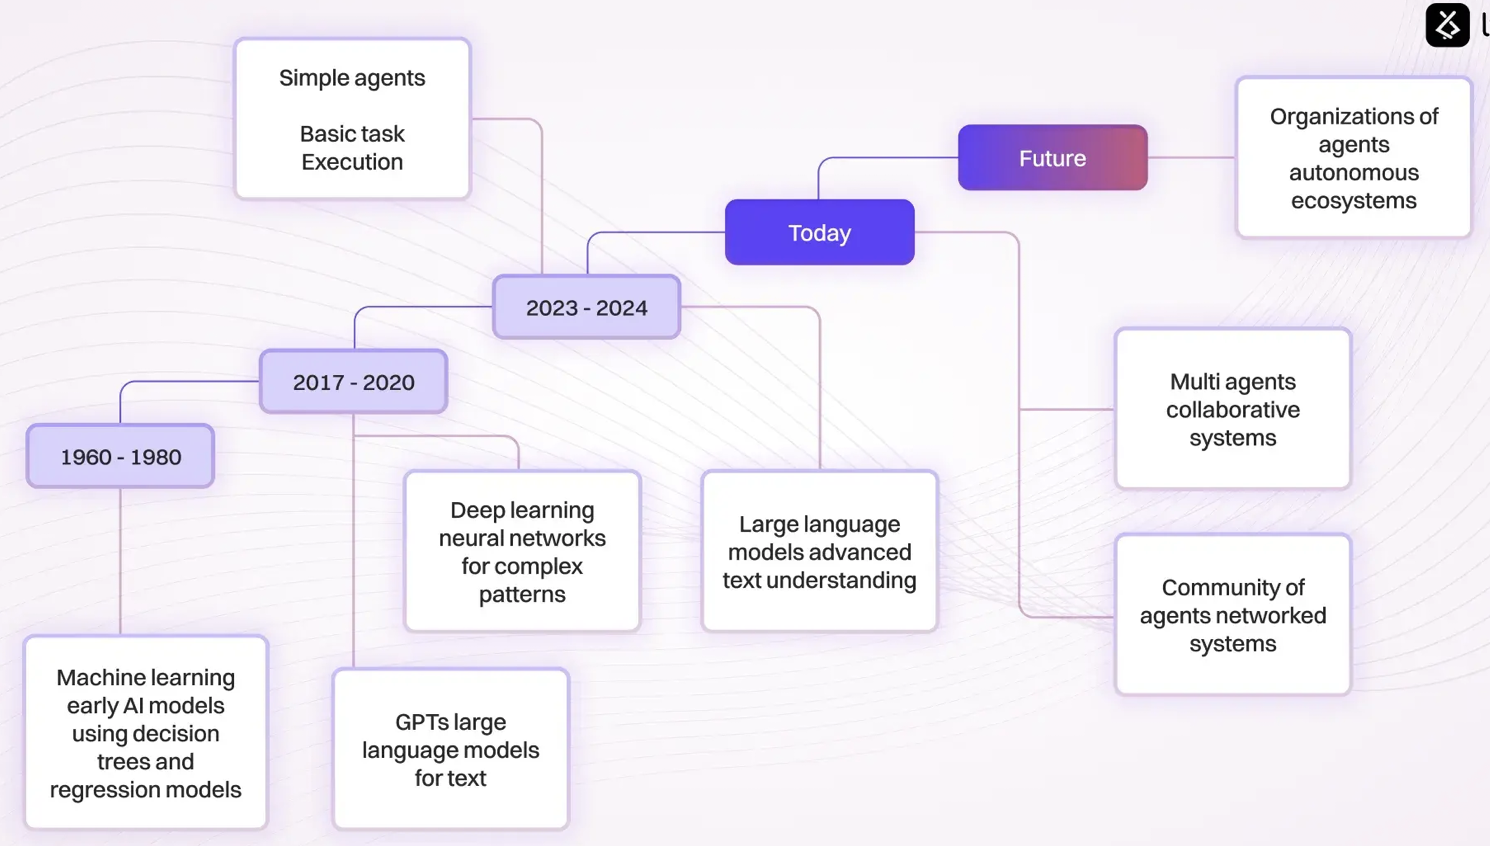 Simple agents
Basic task
Execution
Future
Organizations of
agents
autonomous
ecosystems
Today
2023 - 2024
2017 - 2020
1960 - 1980
Multi agents
collaborative
systems
Deep learning
neural networks
for complex
patterns
Large language
models advanced
text understanding
Community of
agents networked
systems
Machine learning
early AI models
using decision
trees and
regression models
GPTs large
language models
for text